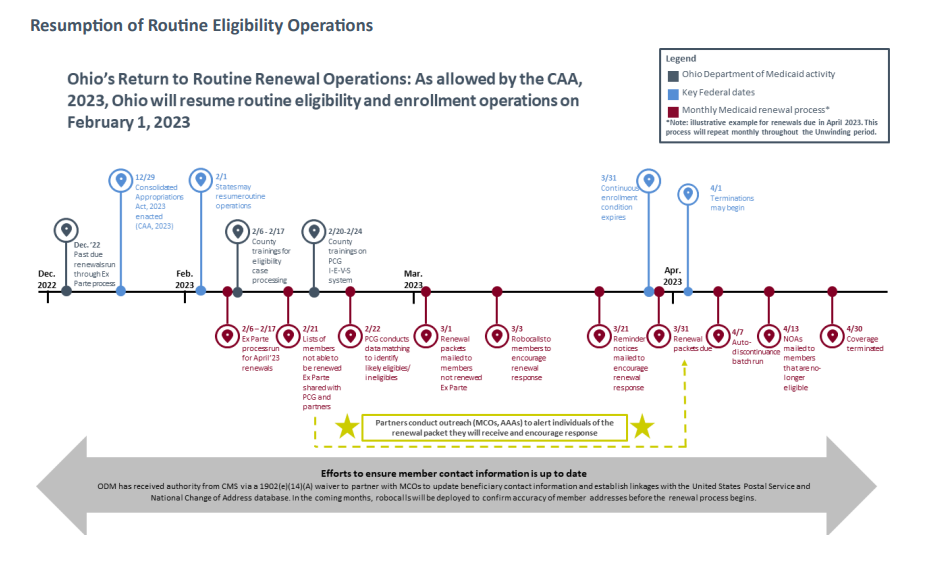 Resumption of Routine Eligibility Operations
Ohio's Return to Routine Renewal Operations: As allowed by the CAA,
2023, Ohio will resume routine eligibility and enrollment operations on
February 1, 2023
Legend
Ohio Department of Medicaid activity
Key Federal dates
Monthly Medicaid renewal process*
*Note: illustrative example for renewals due in April 2023. This
process will repeat monthly throughout the Unwinding period.
12/29
Consolidated
Appropriations
Act, 2023
enacted
(CAA, 2023)
2/1
States may
resume routine
operations
3/31
Continuous
enrollment
condition
expires
4/1
Terminations
may begin
Dec. '22
Past due
renewals run
through Ex
Parte process
2/6 - 2/17
County
trainings for
eligibility
case
processing
2/20-2/24
County
trainings on
PCG
I-E-V-S
system
Dec.
2022
Feb.
2023
Mar.
2023
Apr.
2023
2/6 – 2/17
Ex Parte
process run
for April '23
renewals
2/21
Lists of
members
not able to
be renewed
Ex Parte
shared with
PCG and
partners
2/22
PCG conducts
data matching
to identify
likely eligibles/
ineligibles
3/1
Renewal
packets
mailed to
members
not renewed
Ex Parte
3/3
Robocalls to
members to
encourage
renewal
response
3/21
Reminder
notices
mailed to
encourage
renewal
response
3/31
Renewal
packets due
4/7
Auto-
discontinuance
batch run
4/13
NOAs
mailed to
members
that are no-
longer
eligible
4/30
Coverage
terminated
Partners conduct outreach (MCOs, AAAs) to alert individuals of the
renewal packet they will receive and encourage response
Efforts to ensure member contact information is up to date
ODM has received authority from CMS via a 1902(e)(14)(A) waiver to partner with MCOs to update beneficiary contact information and establish linkages with the United States Postal Service and
National Change of Address database. In the coming months, robocalls will be deployed to confirm accuracy of member addresses before the renewal process begins.